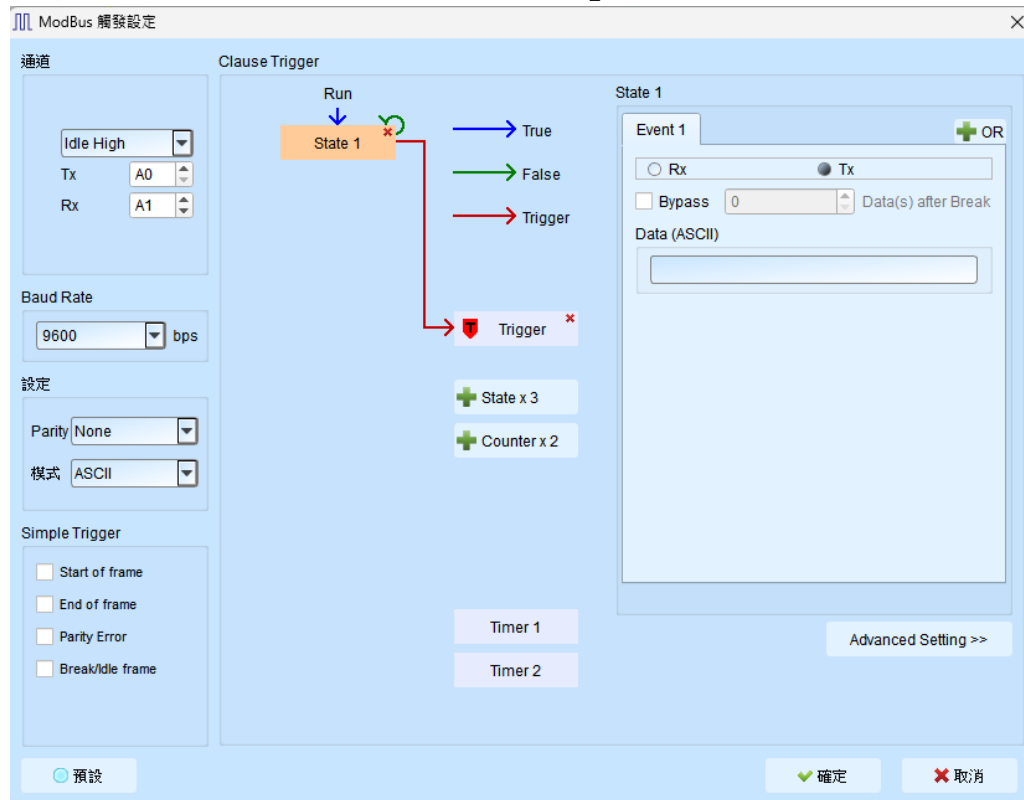 ModBus 觸發設定
通道
Idle High
Tx A0
Rx A1
Baud Rate
9600 bps
設定
Parity None
模式 ASCII
Simple Trigger
Start of frame
End of frame
Parity Error
Break/Idle frame
Clause Trigger
Run
State 1
True
False
Trigger
T Trigger
State x 3
Counter x 2
Timer 1
Timer 2
State 1
Event 1 OR
Rx Tx
Bypass 0 Data(s) after Break
Data (ASCII)
Advanced Setting >>
預設 確定 取消